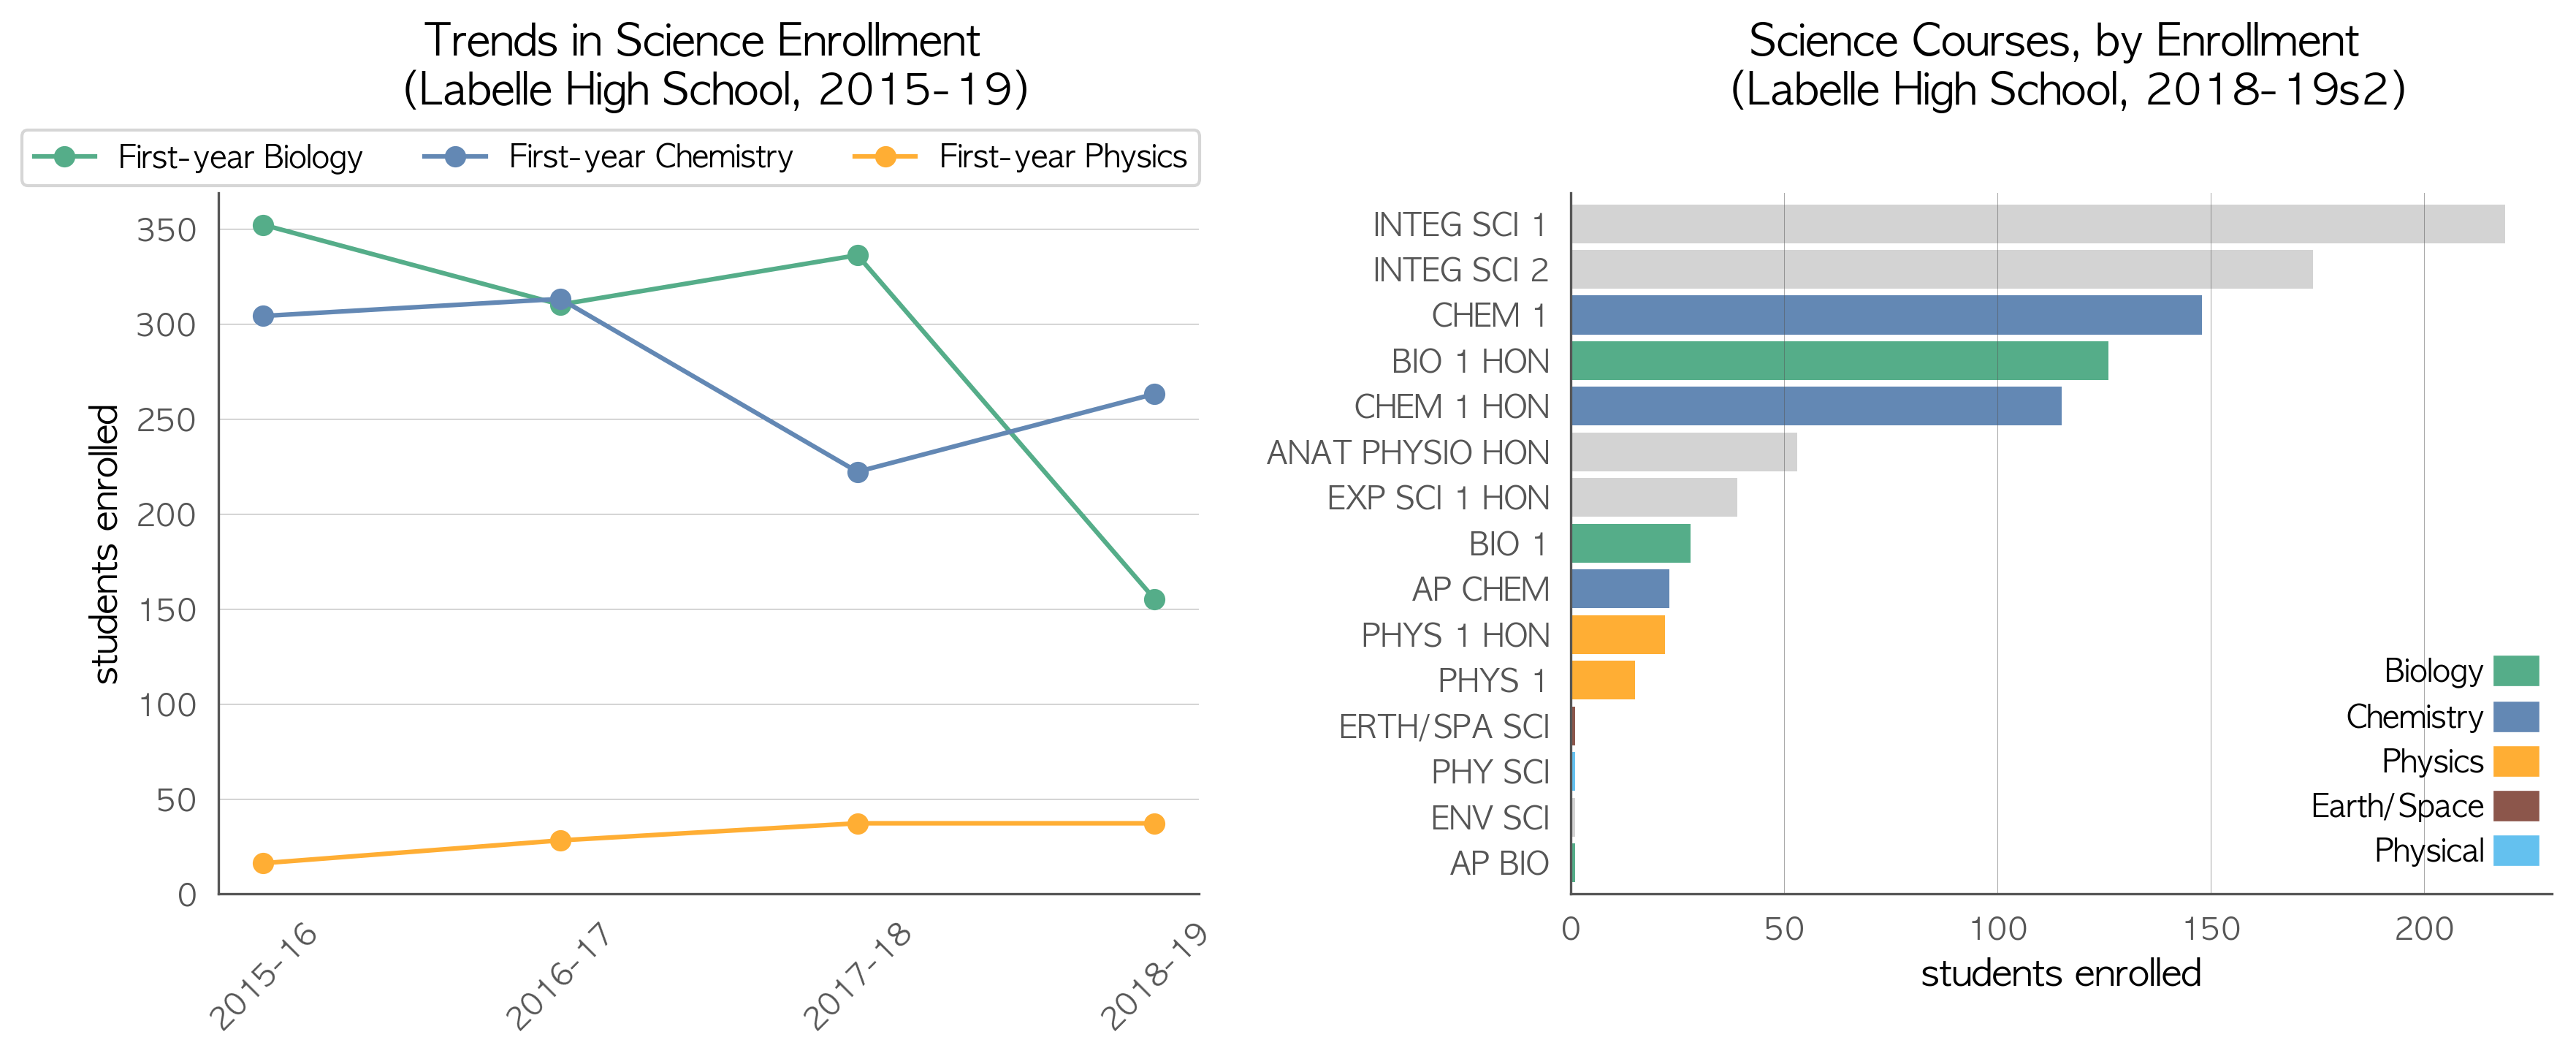 Trends in Science Enrollment
(Labelle High School, 2015-19)
First-year Biology
First-year Chemistry
First-year Physics
students enrolled
350
300
250
200
150
100
50
0
2015-16
2016-17
2017-18
2018-19
Science Courses, by Enrollment
(Labelle High School, 2018-19s2)
INTEG SCI 1
INTEG SCI 2
CHEM 1
BIO 1 HON
CHEM 1 HON
ANAT PHYSIO HON
EXP SCI 1 HON
BIO 1
AP CHEM
PHYS 1 HON
PHYS 1
ERTH/SPA SCI
PHY SCI
ENV SCI
AP BIO
Biology
Chemistry
Physics
Earth/Space
Physical
0
50
100
150
200
students enrolled